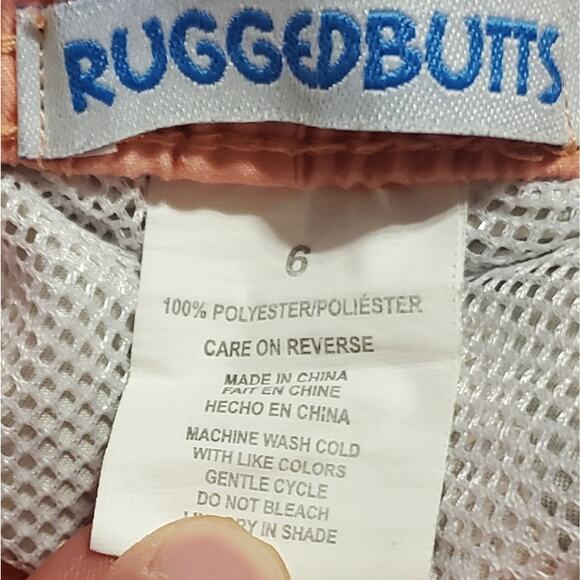 RUGGEDBUTTS
6
100% POLYESTER/POLIÉSTER
CARE ON REVERSE
MADE IN CHINA
FAIT EN CHINE
HECHO EN CHINA
MACHINE WASH COLD
WITH LIKE COLORS
GENTLE CYCLE
DO NOT BLEACH
DRY IN SHADE